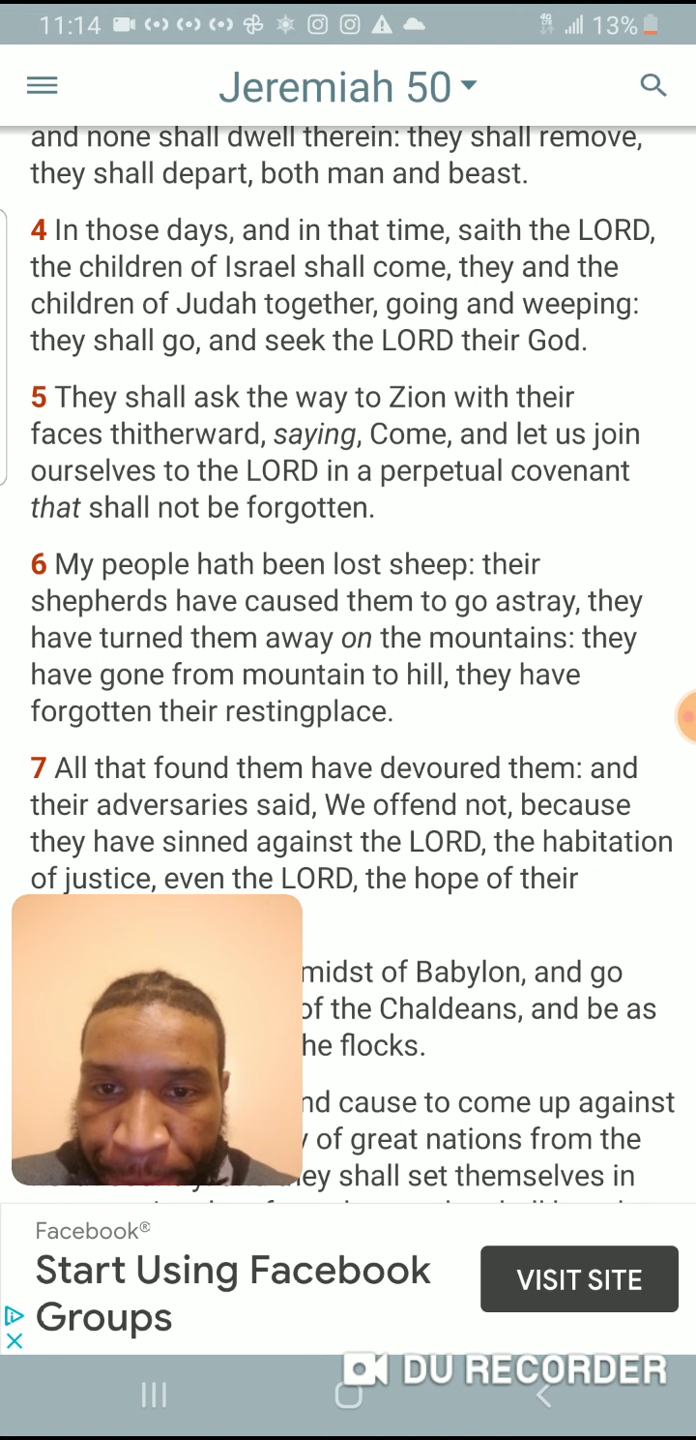 11:14
13%
Jeremiah 50
and none shall dwell therein: they shall remove,
they shall depart, both man and beast.
4 In those days, and in that time, saith the LORD,
the children of Israel shall come, they and the
children of Judah together, going and weeping:
they shall go, and seek the LORD their God.
5 They shall ask the way to Zion with their
faces thitherward, saying, Come, and let us join
ourselves to the LORD in a perpetual covenant
that shall not be forgotten.
6 My people hath been lost sheep: their
shepherds have caused them to go astray, they
have turned them away on the mountains: they
have gone from mountain to hill, they have
forgotten their restingplace.
7 All that found them have devoured them: and
their adversaries said, We offend not, because
they have sinned against the LORD, the habitation
of justice, even the LORD, the hope of their
midst of Babylon, and go
of the Chaldeans, and be as
he flocks.
nd cause to come up against
of great nations from the
ey shall set themselves in
Facebook®
Start Using Facebook
Groups
VISIT SITE
DU RECORDER